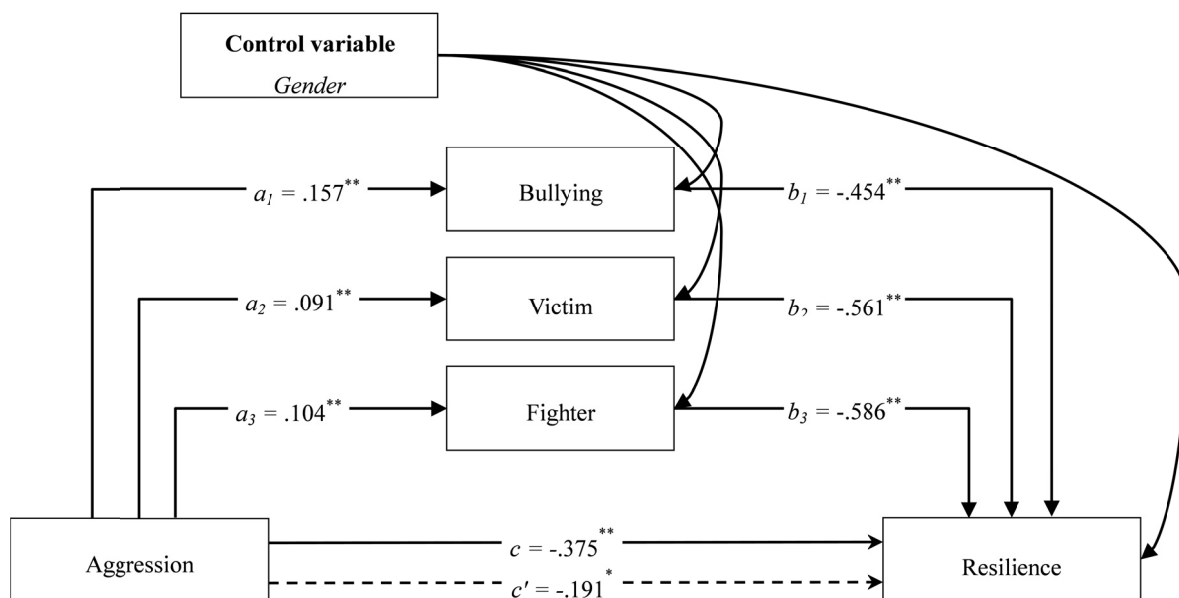 Control variable
Gender
a₁ = .157**
Bullying
b₁ = -.454**
a₂ = .091**
Victim
b₂ = -.561**
a₃ = .104**
Fighter
b₃ = -.586**
Aggression
c = -.375**
c' = -.191*
Resilience